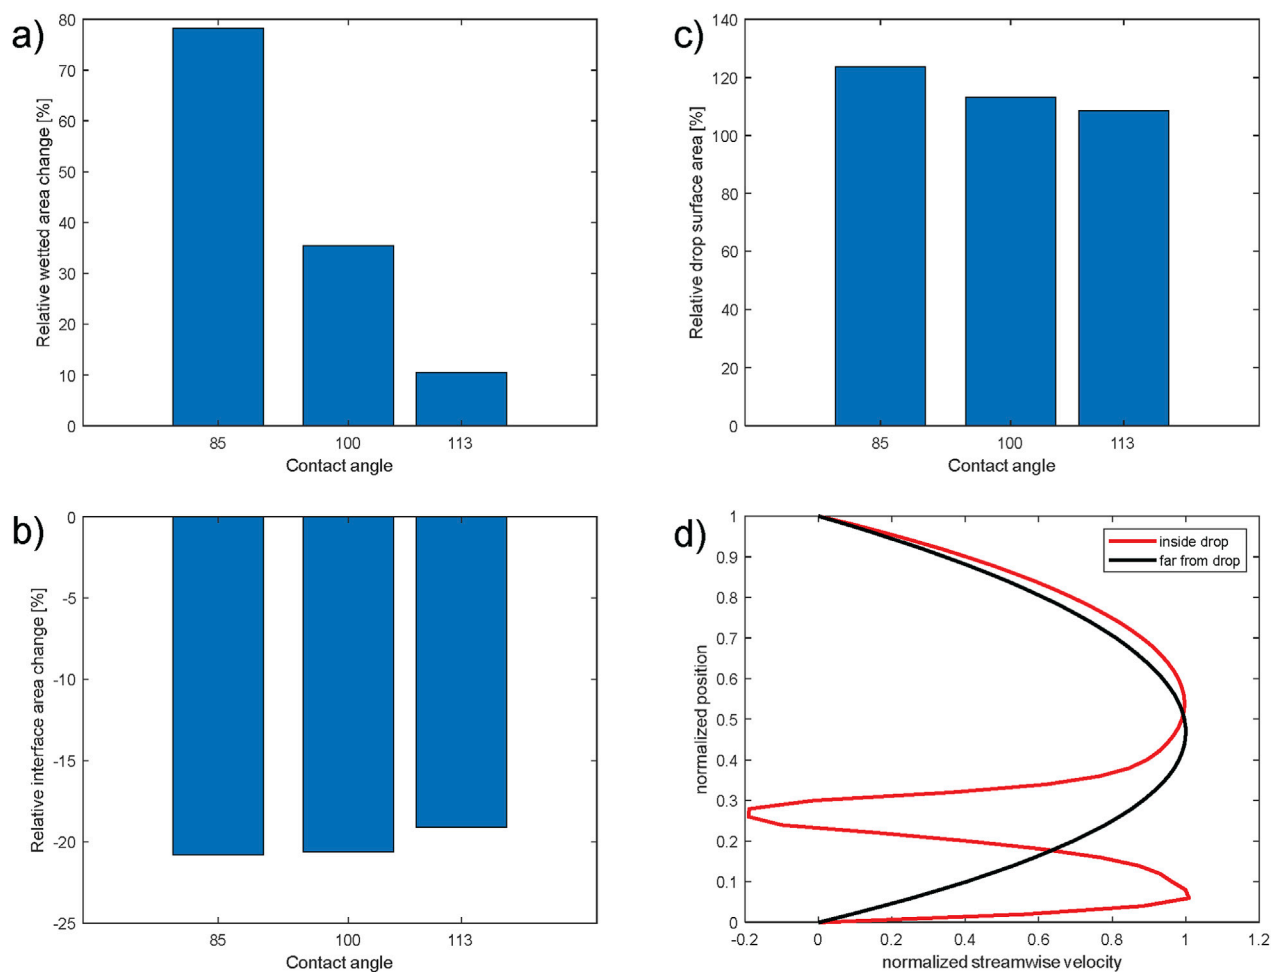 a)
80
70
60
50
40
30
20
10
0
Relative wetted area change [%]
85 100 113
Contact angle
c)
140
120
100
80
60
40
20
0
Relative drop surface area [%]
85 100 113
Contact angle
b)
0
-5
-10
-15
-20
-25
Relative interface area change [%]
85 100 113
Contact angle
d)
1
0.9
0.8
0.7
0.6
0.5
0.4
0.3
0.2
0.1
0
normalized position
inside drop
far from drop
-0.2 0 0.2 0.4 0.6 0.8 1 1.2
normalized streamwise velocity